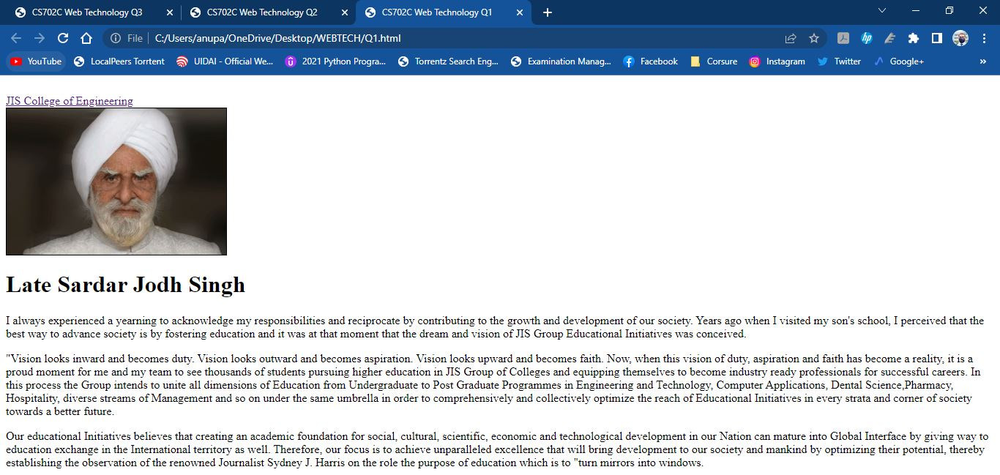 CS702C Web Technology Q3
CS702C Web Technology Q2
CS702C Web Technology Q1
File
C:/Users/anupa/OneDrive/Desktop/WEBTECH/Q1.html
YouTube
LocalPeers Torrtent
UIDAI - Official We...
2021 Python Progra...
Torrentz Search Eng...
Examination Manag...
Facebook
Corsure
Instagram
Twitter
Google+
JIS College of Engineering
Late Sardar Jodh Singh
I always experienced a yearning to acknowledge my responsibilities and reciprocate by contributing to the growth and development of our society. Years ago when I visited my son's school, I perceived that the
best way to advance society is by fostering education and it was at that moment that the dream and vision of JIS Group Educational Initiatives was conceived.
"Vision looks inward and becomes duty. Vision looks outward and becomes aspiration. Vision looks upward and becomes faith. Now, when this vision of duty, aspiration and faith has become a reality, it is a
proud moment for me and my team to see thousands of students pursuing higher education in JIS Group of Colleges and equipping themselves to become industry ready professionals for successful careers. In
this process the Group intends to unite all dimensions of Education from Undergraduate to Post Graduate Programmes in Engineering and Technology, Computer Applications, Dental Science,Pharmacy,
Hospitality, diverse streams of Management and so on under the same umbrella in order to comprehensively and collectively optimize the reach of Educational Initiatives in every strata and corner of society
towards a better future.
Our educational Initiatives believes that creating an academic foundation for social, cultural, scientific, economic and technological development in our Nation can mature into Global Interface by giving way to
education exchange in the International territory as well. Therefore, our focus is to achieve unparalleled excellence that will bring development to our society and mankind by optimizing their potential, thereby
establishing the observation of the renowned Journalist Sydney J. Harris on the role the purpose of education which is to "turn mirrors into windows.